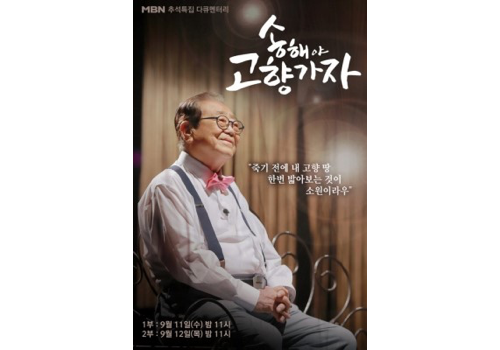 MBN 추석특집 다큐멘터리
송해야
고향가자
"죽기 전에 내 고향 땅
한번 밟아보는 것이
소원이라우"
1부 : 9월 11일(수) 밤 11시
2부 : 9월 12일(목) 밤 11시